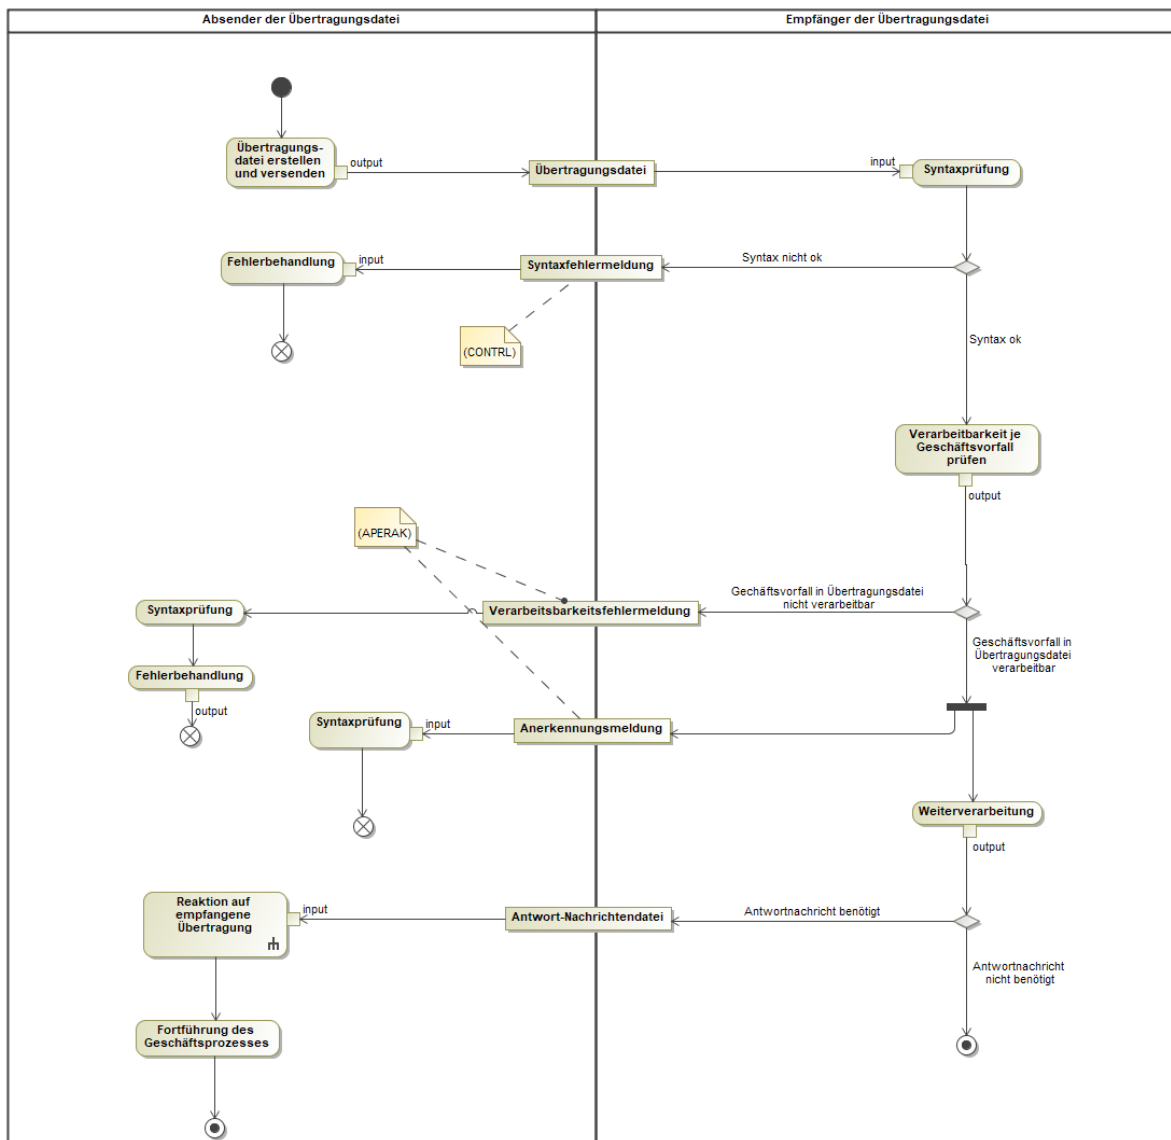 Absender der Übertragungsdatei
Empfänger der Übertragungsdatei
Übertragungs-
datei erstellen
und versenden
output
Übertragungsdatei
input
Syntaxprüfung
Fehlerbehandlung
input
Syntaxfehlermeldung
Syntax nicht ok
(CONTRL)
Syntax ok
Verarbeitbarkeit je
Geschäftsvorfall
prüfen
output
(APERAK)
Syntaxprüfung
Verarbeitsbarkeitsfehlermeldung
Gechäftsvorfall in Übertragungsdatei
nicht verarbeitbar
Geschäftsvorfall in
Übertragungsdatei
verarbeitbar
Fehlerbehandlung
output
Syntaxprüfung
input
Anerkennungsmeldung
Weiterverarbeitung
output
Reaktion auf
empfangene
Übertragung
input
Antwort-Nachrichtendatei
Antwortnachricht benötigt
Antwortnachricht
nicht benötigt
Fortführung des
Geschäftsprozesses